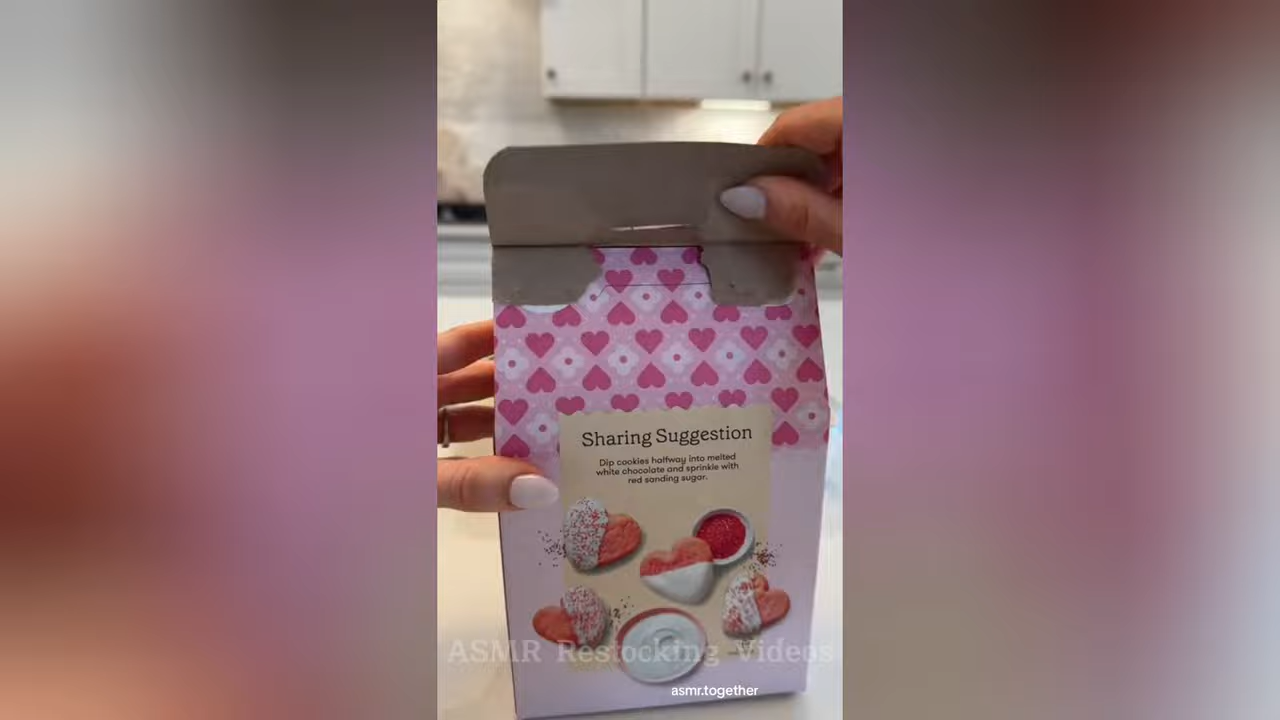 Sharing Suggestion
Dip cookies halfway into melted
white chocolate and sprinkle with
red sanding sugar.
ASMR Restocking Videos
asmr.together